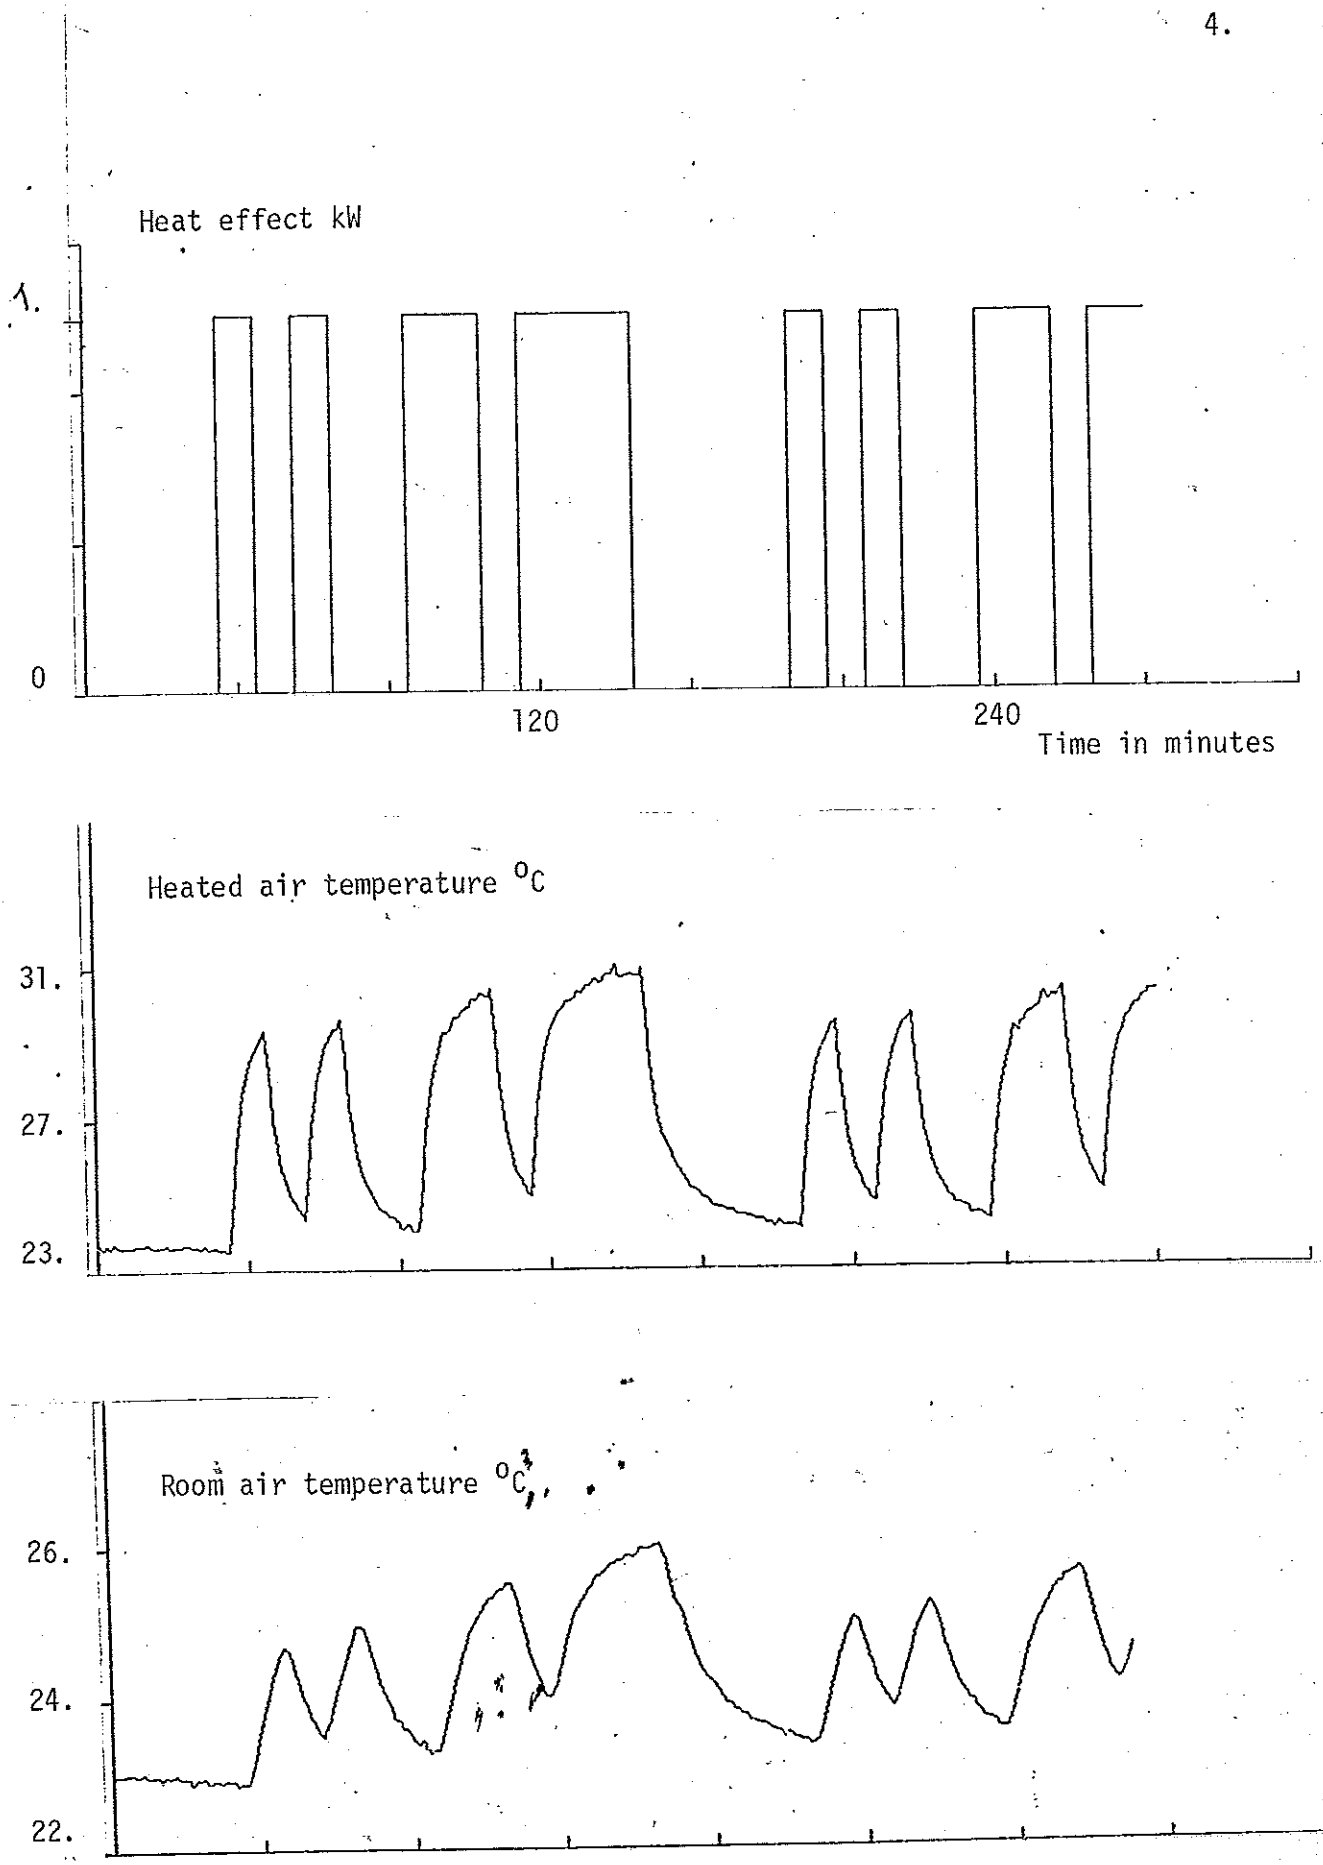 4.
Heat effect kW
1.
0
120
240
Time in minutes
Heated air temperature °C
31.
27.
23.
Room air temperature °C
26.
24.
22.